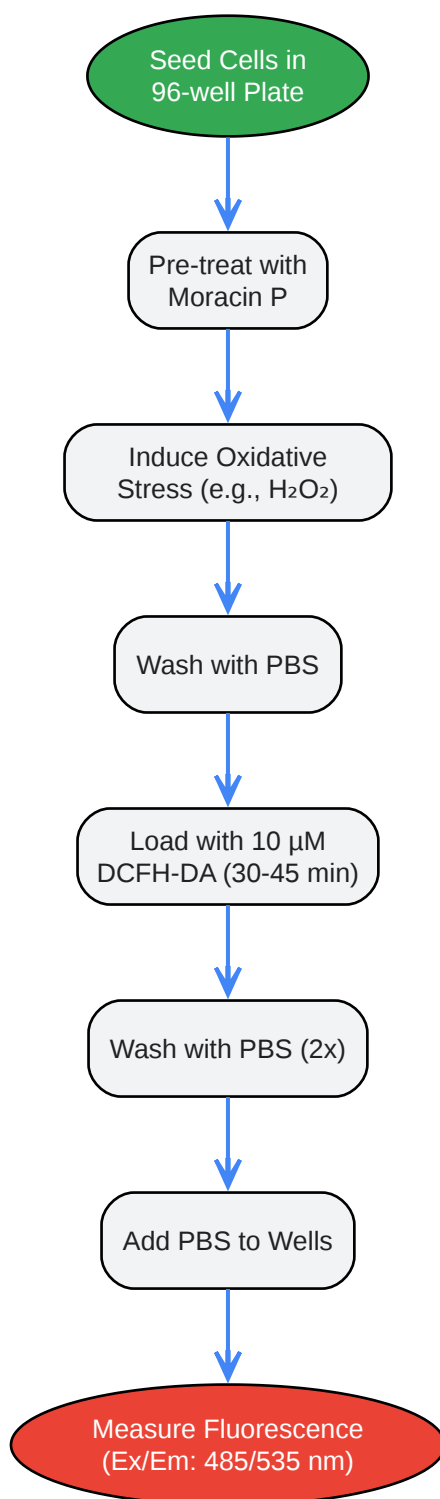 Seed Cells in
96-well Plate
Pre-treat with
Moracin P
Induce Oxidative
Stress (e.g., H₂O₂)
Wash with PBS
Load with 10 µM
DCFH-DA (30-45 min)
Wash with PBS (2x)
Add PBS to Wells
Measure Fluorescence
(Ex/Em: 485/535 nm)